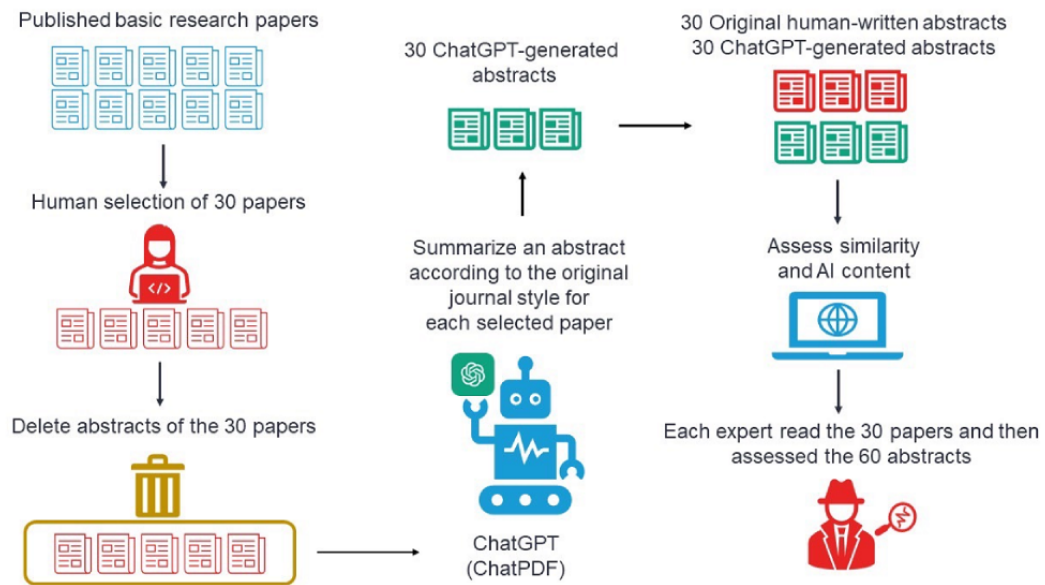 Published basic research papers
Human selection of 30 papers
</>
Delete abstracts of the 30 papers
ChatGPT
(ChatPDF)
Summarize an abstract
according to the original
journal style for
each selected paper
30 ChatGPT-generated
abstracts
30 Original human-written abstracts
30 ChatGPT-generated abstracts
Assess similarity
and AI content
Each expert read the 30 papers and then
assessed the 60 abstracts